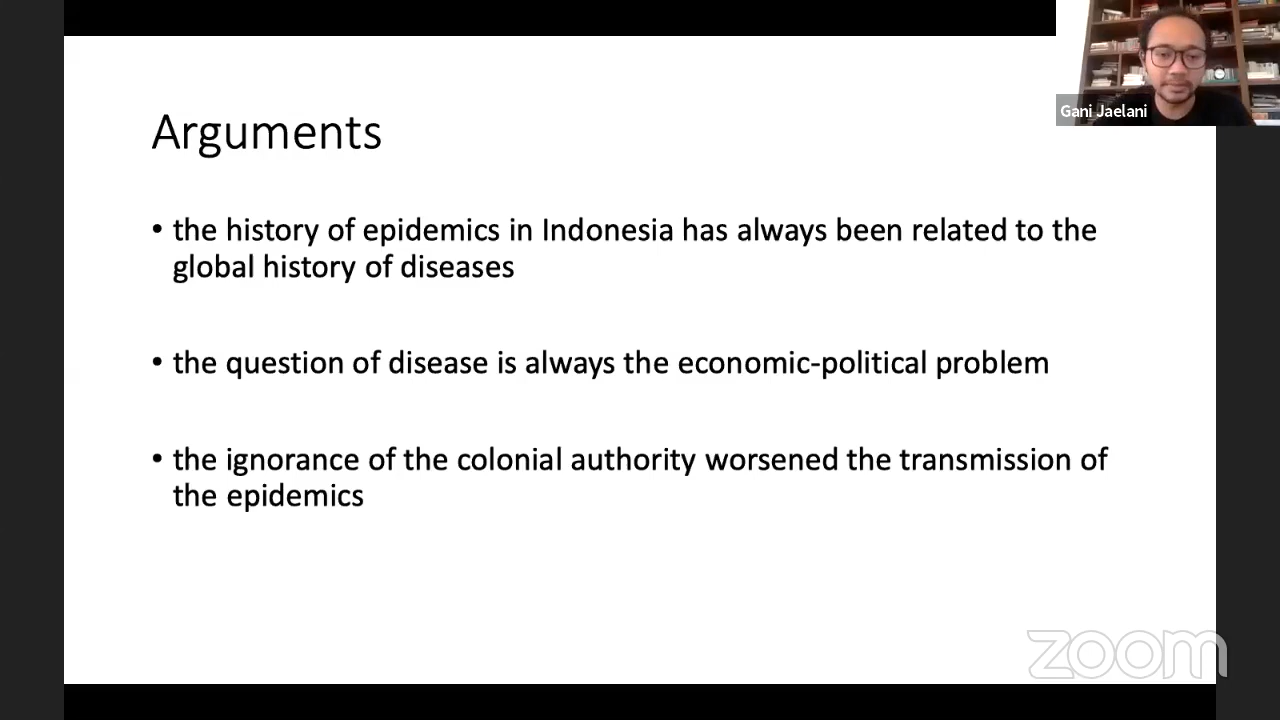 Gani Jaelani
Arguments
• the history of epidemics in Indonesia has always been related to the
global history of diseases
• the question of disease is always the economic-political problem
• the ignorance of the colonial authority worsened the transmission of
the epidemics
zoom